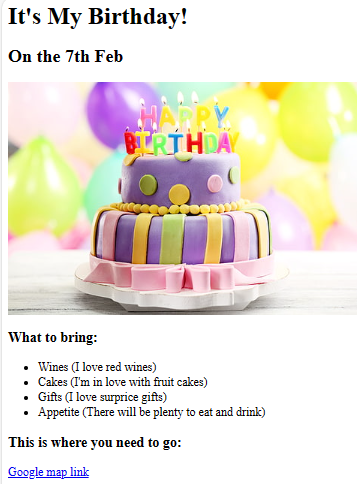 It's My Birthday!
On the 7th Feb
HAPPY
BIRTHDAY
What to bring:
Wines (I love red wines)
Cakes (I'm in love with fruit cakes)
Gifts (I love surprice gifts)
Appetite (There will be plenty to eat and drink)
This is where you need to go:
Google map link